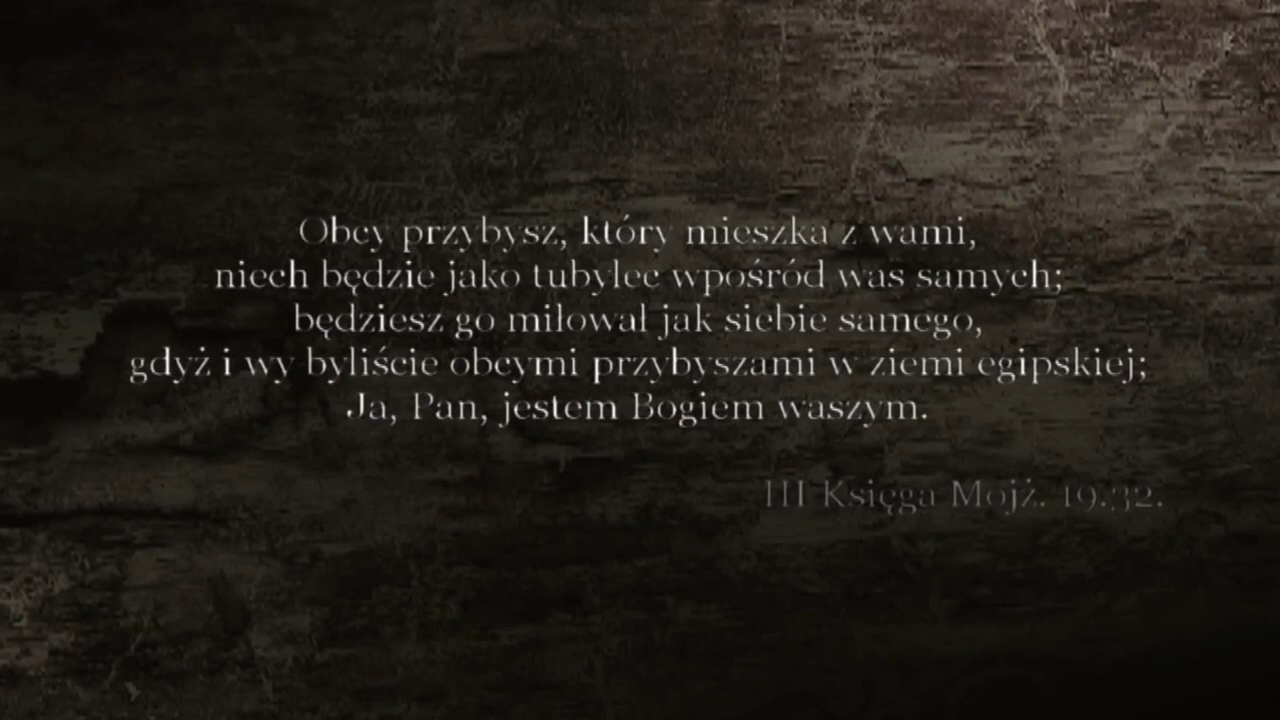 Obcy przybysz, który mieszka z wami,
niech będzie jako tubylec wpośród was samych;
będziesz go miłował jak siebie samego,
gdyż i wy byliście obcymi przybyszami w ziemi egipskiej;
Ja, Pan, jestem Bogiem waszym.
III Księga Mojż. 19.32.